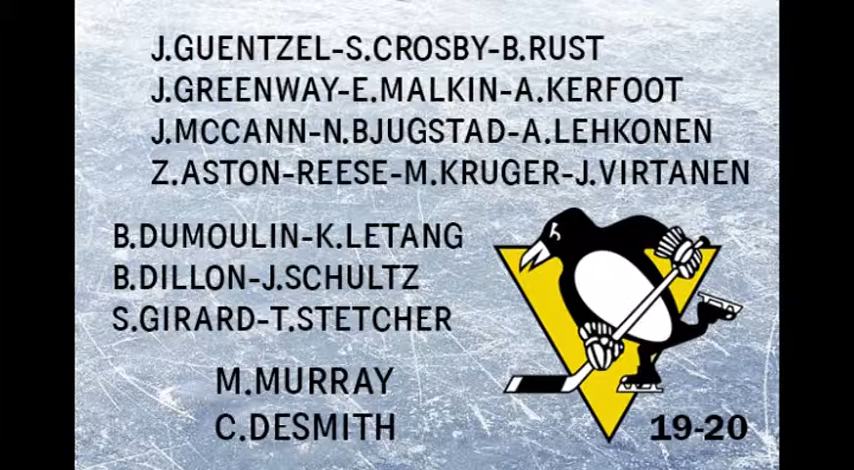 J.GUENTZEL-S.CROSBY-B.RUST
J.GREENWAY-E.MALKIN-A.KERFOOT
J.MCCANN-N.BJUGSTAD-A.LEHKONEN
Z.ASTON-REESE-M.KRUGER-J.VIRTANEN
B.DUMOULIN-K.LETANG
B.DILLON-J.SCHULTZ
S.GIRARD-T.STETCHER
M.MURRAY
C.DESMITH
19-20